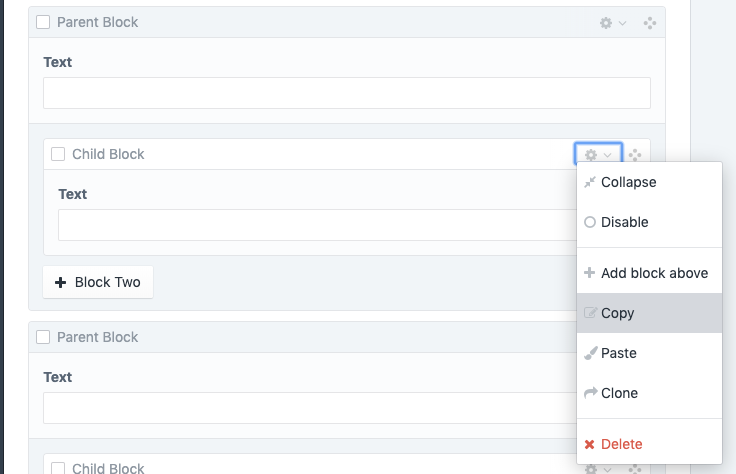 Parent Block
Text
Child Block
Collapse
Text
Disable
Add block above
Block Two
Copy
Parent Block
Paste
Text
Clone
Delete
Child Block